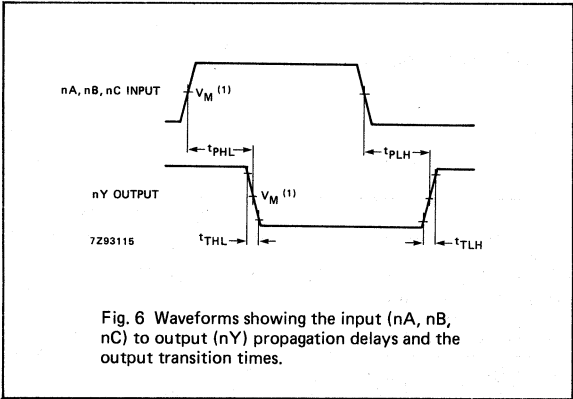 nA, nB, nC INPUT
VM (1)
tPHL
tPLH
nY OUTPUT
VM (1)
7Z93115
tTHL
tTLH
Fig. 6 Waveforms showing the input (nA, nB,
nC) to output (nY) propagation delays and the
output transition times.